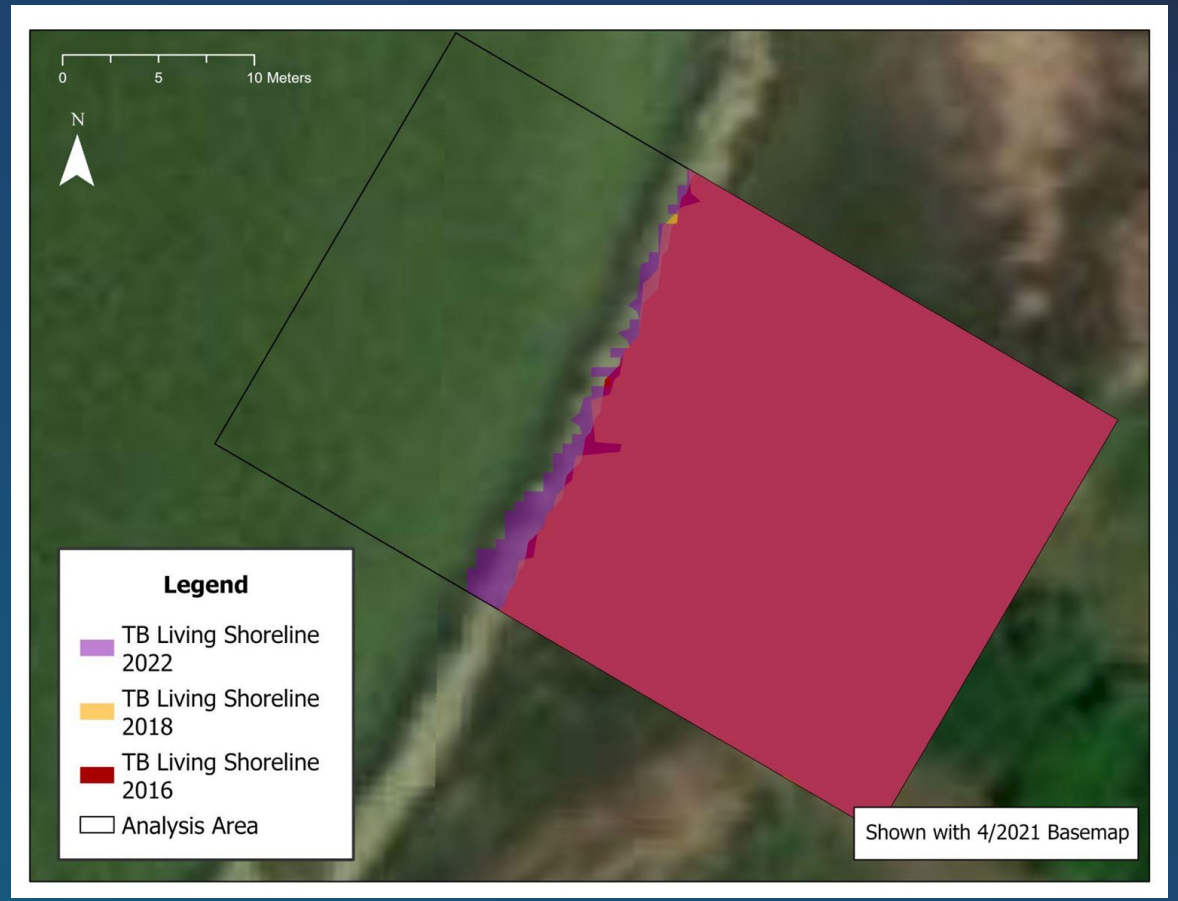 0 5 10 Meters
N
Legend
TB Living Shoreline
2022
TB Living Shoreline
2018
TB Living Shoreline
2016
Analysis Area
Shown with 4/2021 Basemap